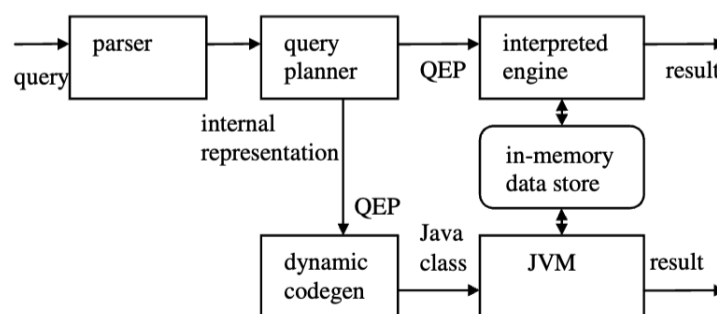 parser
query
query
planner
QEP
interpreted
engine
result
internal
representation
in-memory
data store
QEP
Java
class
dynamic
codegen
JVM
result